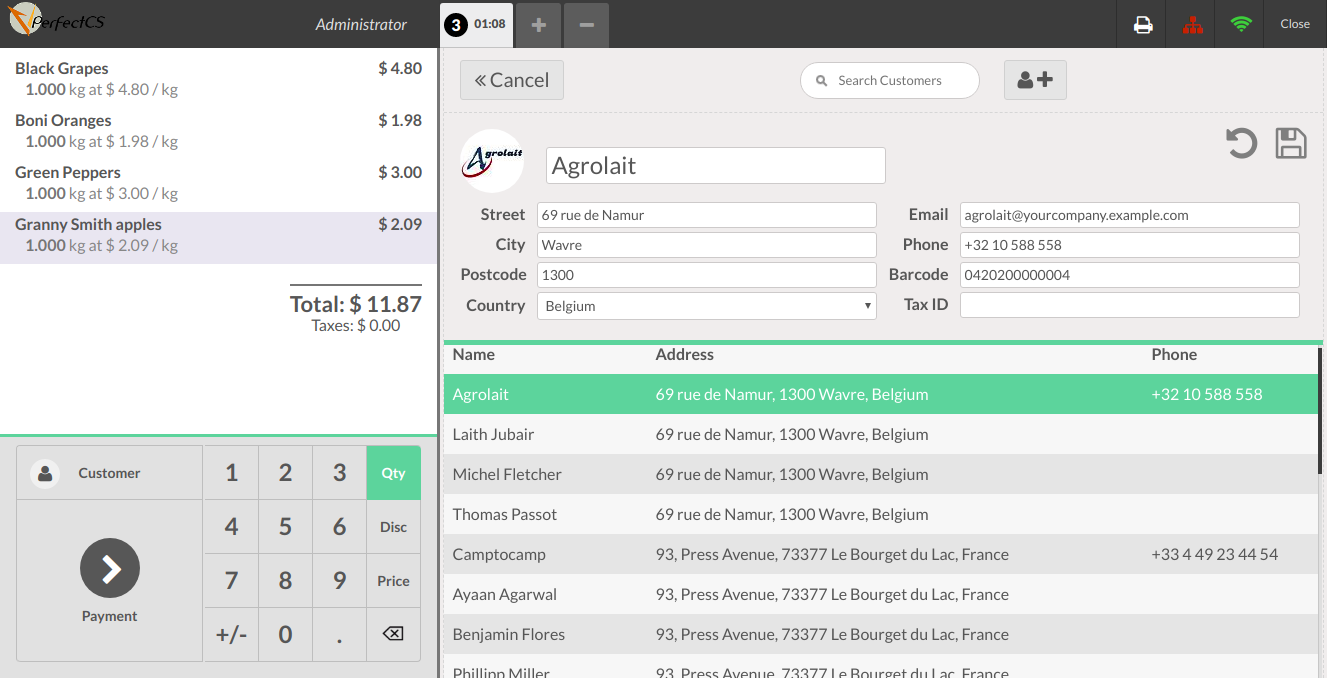 PerfectCS
Administrator
3 01:08
+ −
Close
Black Grapes $ 4.80
1.000 kg at $ 4.80 / kg
Boni Oranges $ 1.98
1.000 kg at $ 1.98 / kg
Green Peppers $ 3.00
1.000 kg at $ 3.00 / kg
Granny Smith apples $ 2.09
1.000 kg at $ 2.09 / kg
Total: $ 11.87
Taxes: $ 0.00
Customer
Payment
1 2 3 Qty
4 5 6 Disc
7 8 9 Price
+/- 0 .
« Cancel
Search Customers
Agrolait
Agrolait
Street 69 rue de Namur
City Wavre
Postcode 1300
Country Belgium
Email agrolait@yourcompany.example.com
Phone +32 10 588 558
Barcode 0420200000004
Tax ID
Name Address Phone
Agrolait 69 rue de Namur, 1300 Wavre, Belgium +32 10 588 558
Laith Jubair 69 rue de Namur, 1300 Wavre, Belgium
Michel Fletcher 69 rue de Namur, 1300 Wavre, Belgium
Thomas Passot 69 rue de Namur, 1300 Wavre, Belgium
Camptocamp 93, Press Avenue, 73377 Le Bourget du Lac, France +33 4 49 23 44 54
Ayaan Agarwal 93, Press Avenue, 73377 Le Bourget du Lac, France
Benjamin Flores 93, Press Avenue, 73377 Le Bourget du Lac, France
Phillipp Miller 93, Press Avenue, 73377 Le Bourget du Lac, France